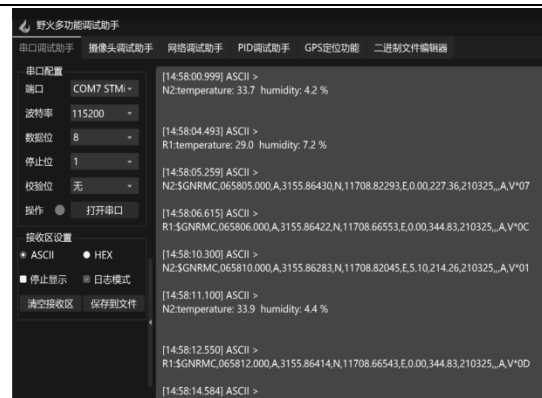 野火多功能调试助手
串口调试助手 摄像头调试助手 网络调试助手 PID调试助手 GPS定位功能 二进制文件编辑器
串口配置
端口 COM7 STMi
波特率 115200
数据位 8
停止位 1
校验位 无
操作 打开串口
接收区设置
ASCII HEX
停止显示 日志模式
清空接收区 保存到文件
[14:58:00.999] ASCII >
N2:temperature: 33.7 humidity: 4.2 %
[14:58:04.493] ASCII >
R1:temperature: 29.0 humidity: 7.2 %
[14:58:05.259] ASCII >
N2:$GNRMC,065805.000,A,3155.86430,N,11708.82293,E,0.00,227.36,210325,,,A,V*07
[14:58:06.615] ASCII >
R1:$GNRMC,065806.000,A,3155.86422,N,11708.66553,E,0.00,344.83,210325,,,A,V*0C
[14:58:10.300] ASCII >
N2:$GNRMC,065810.000,A,3155.86283,N,11708.82045,E,5.10,214.26,210325,,,A,V*01
[14:58:11.100] ASCII >
N2:temperature: 33.9 humidity: 4.4 %
[14:58:12.550] ASCII >
R1:$GNRMC,065812.000,A,3155.86414,N,11708.66543,E,0.00,344.83,210325,,,A,V*0D
[14:58:14.584] ASCII >